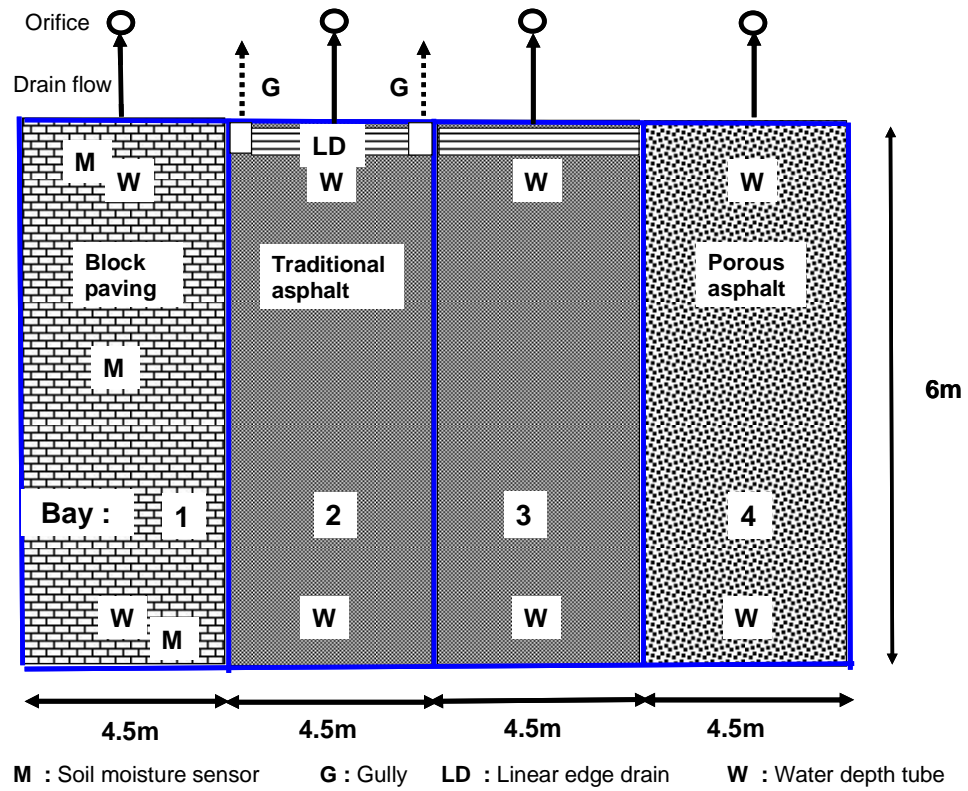 Orifice
Drain flow
G
G
M
W
LD
W
W
W
Block
paving
Traditional
asphalt
Porous
asphalt
M
6m
Bay :
1
2
3
4
W
M
W
W
W
4.5m
4.5m
4.5m
4.5m
M : Soil moisture sensor
G : Gully
LD : Linear edge drain
W : Water depth tube